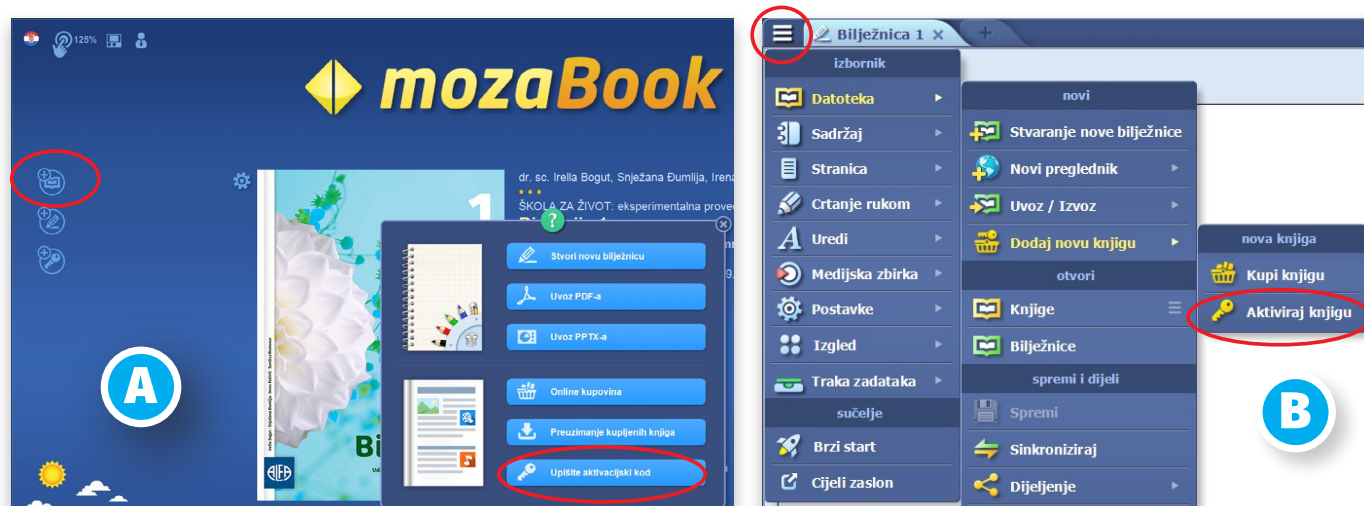 125%
mozaBook
dr. sc. Irella Bogut, Snježana Đumlija, Irena
ŠKOLA ZA ŽIVOT: eksperimentalna prove
1
?
Stvori novu bilježnicu
Uvoz PDF-a
Uvoz PPTX-a
Online kupovina
Preuzimanje kupljenih knjiga
Upišite aktivacijski kod
Bi
ALFA
A
Bilježnica 1
izbornik
Datoteka
Sadržaj
Stranica
Crtanje rukom
Uredi
Medijska zbirka
Postavke
Izgled
Traka zadataka
sučelje
Brzi start
Cijeli zaslon
novi
Stvaranje nove bilježnice
Novi preglednik
Uvoz / Izvoz
Dodaj novu knjigu
otvori
Knjige
Bilježnice
spremi i dijeli
Spremi
Sinkroniziraj
Dijeljenje
nova knjiga
Kupi knjigu
Aktiviraj knjigu
B